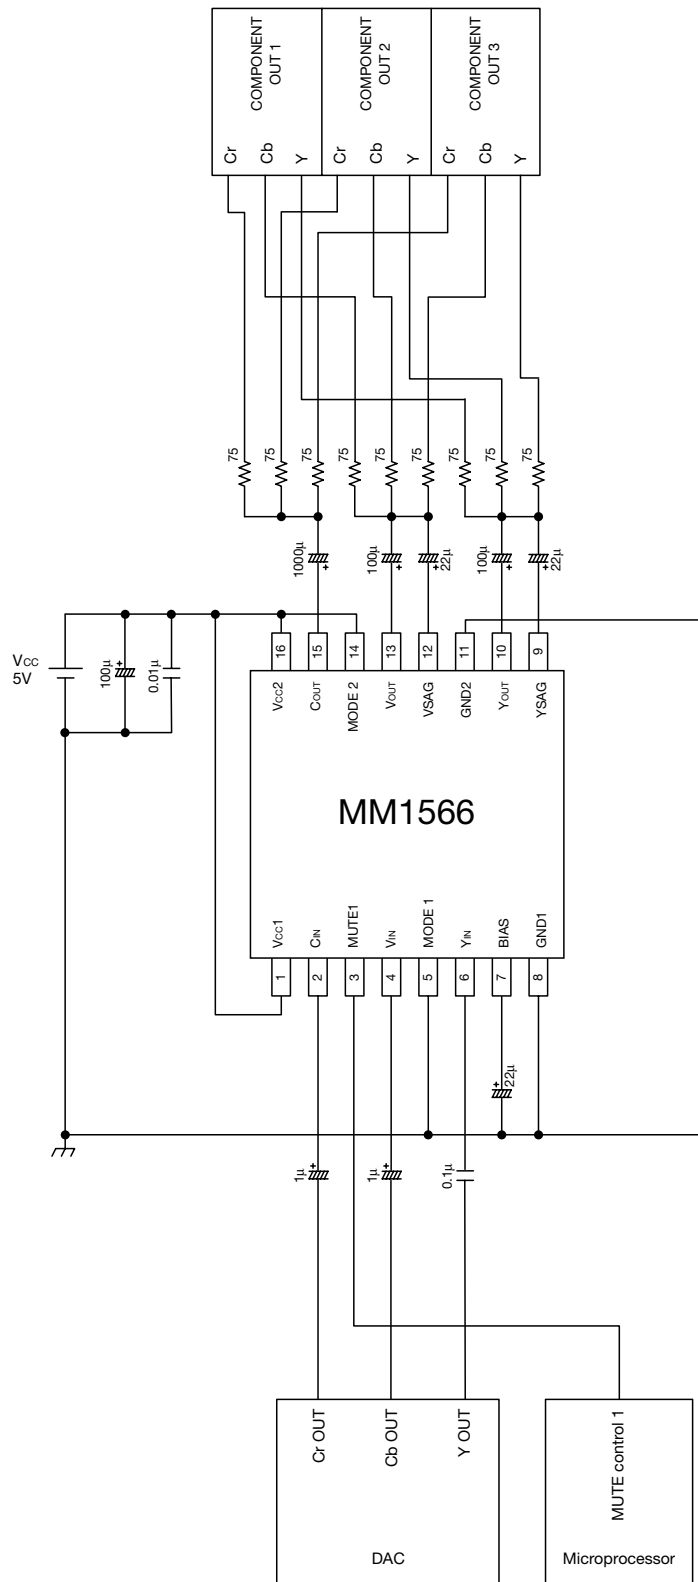 COMPONENT
OUT 1
COMPONENT
OUT 2
COMPONENT
OUT 3
Cr
Cb
Y
Cr
Cb
Y
Cr
Cb
Y
75
75
75
75
75
75
75
75
75
1000µ
+
100µ
+
22µ
+
100µ
+
22µ
+
Vcc
5V
100µ
+
0.01µ
16
15
14
13
12
11
10
9
Vcc2
COUT
MODE 2
VOUT
VSAG
GND2
YOUT
YSAG
MM1566
Vcc1
CIN
MUTE1
VIN
MODE 1
YIN
BIAS
GND1
1
2
3
4
5
6
7
8
+
22µ
1µ
+
1µ
+
0.1µ
Cr OUT
Cb OUT
Y OUT
DAC
MUTE control 1
Microprocessor